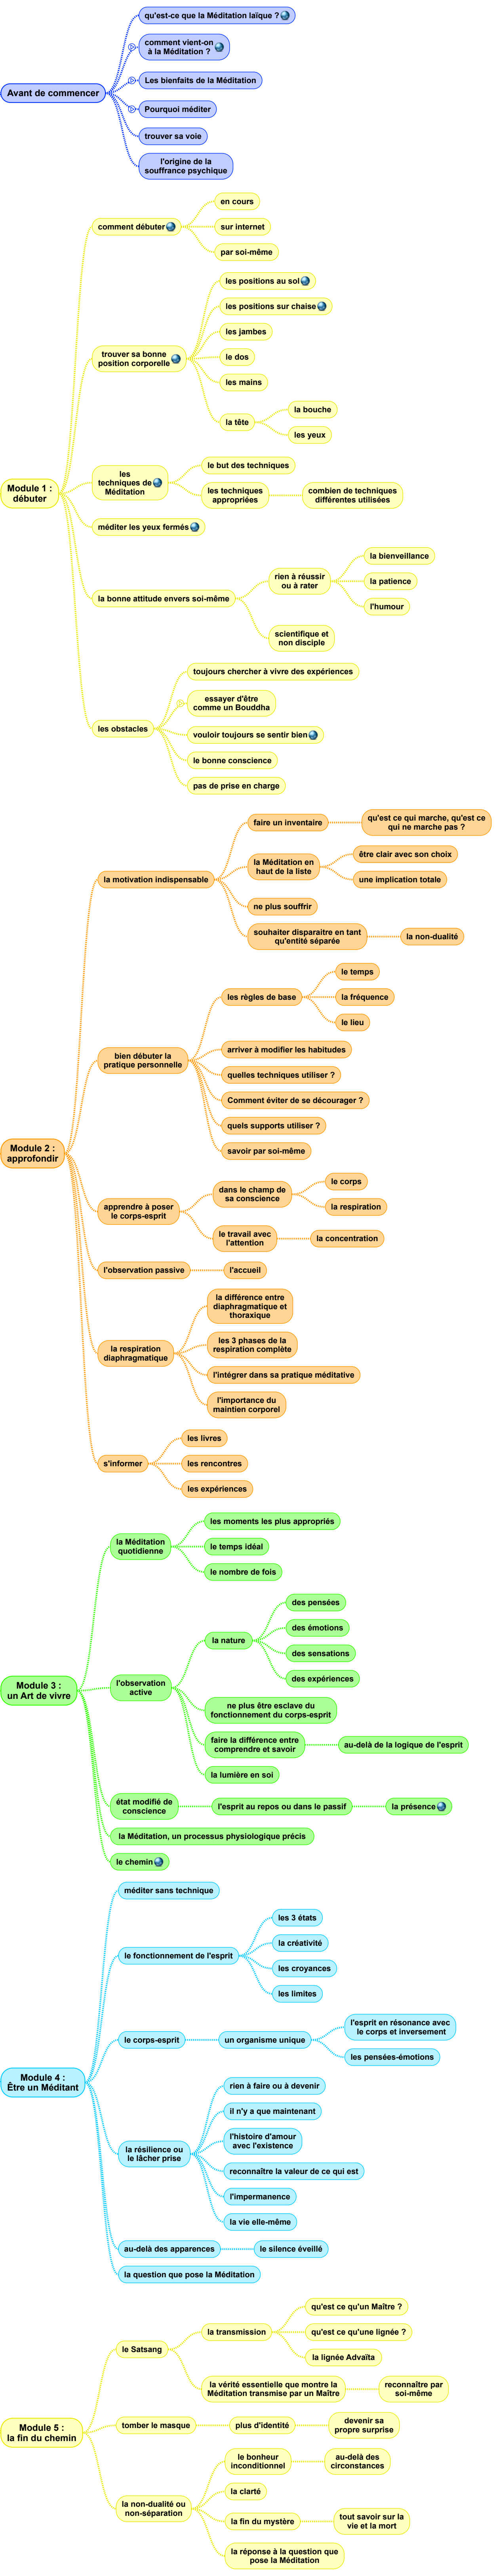 Avant de commencer
qu'est-ce que la Méditation laïque ?
comment vient-on
à la Méditation ?
Les bienfaits de la Méditation
Pourquoi méditer
trouver sa voie
l'origine de la
souffrance psychique
Module 1 :
débuter
comment débuter
en cours
sur internet
par soi-même
trouver sa bonne
position corporelle
les positions au sol
les positions sur chaise
les jambes
le dos
les mains
la tête
la bouche
les yeux
les
techniques de
Méditation
le but des techniques
les techniques
appropriées
combien de techniques
différentes utilisées
méditer les yeux fermés
la bonne attitude envers soi-même
rien à réussir
ou à rater
la bienveillance
la patience
l'humour
scientifique et
non disciple
les obstacles
toujours chercher à vivre des expériences
essayer d'être
comme un Bouddha
vouloir toujours se sentir bien
le bonne conscience
pas de prise en charge
Module 2 :
approfondir
la motivation indispensable
faire un inventaire
qu'est ce qui marche, qu'est ce
qui ne marche pas ?
la Méditation en
haut de la liste
être clair avec son choix
une implication totale
ne plus souffrir
souhaiter disparaitre en tant
qu'entité séparée
la non-dualité
bien débuter la
pratique personnelle
les règles de base
le temps
la fréquence
le lieu
arriver à modifier les habitudes
quelles techniques utiliser ?
Comment éviter de se décourager ?
quels supports utiliser ?
savoir par soi-même
apprendre à poser
le corps-esprit
dans le champ de
sa conscience
le corps
la respiration
le travail avec
l'attention
la concentration
l'observation passive
l'accueil
la respiration
diaphragmatique
la différence entre
diaphragmatique et
thoraxique
les 3 phases de la
respiration complète
l'intégrer dans sa pratique méditative
l'importance du
maintien corporel
s'informer
les livres
les rencontres
les expériences
Module 3 :
un Art de vivre
la Méditation
quotidienne
les moments les plus appropriés
le temps idéal
le nombre de fois
l'observation
active
la nature
des pensées
des émotions
des sensations
des expériences
ne plus être esclave du
fonctionnement du corps-esprit
faire la différence entre
comprendre et savoir
au-delà de la logique de l'esprit
la lumière en soi
état modifié de
conscience
l'esprit au repos ou dans le passif
la présence
la Méditation, un processus physiologique précis
le chemin
Module 4 :
Être un Méditant
méditer sans technique
le fonctionnement de l'esprit
les 3 états
la créativité
les croyances
les limites
le corps-esprit
un organisme unique
l'esprit en résonance avec
le corps et inversement
les pensées-émotions
la résilience ou
le lâcher prise
rien à faire ou à devenir
il n'y a que maintenant
l'histoire d'amour
avec l'existence
reconnaître la valeur de ce qui est
l'impermanence
la vie elle-même
au-delà des apparences
le silence éveillé
la question que pose la Méditation
Module 5 :
la fin du chemin
le Satsang
la transmission
qu'est ce qu'un Maître ?
qu'est ce qu'une lignée ?
la lignée Advaïta
la vérité essentielle que montre la
Méditation transmise par un Maître
reconnaître par
soi-même
tomber le masque
plus d'identité
devenir sa
propre surprise
la non-dualité ou
non-séparation
le bonheur
inconditionnel
au-delà des
circonstances
la clarté
la fin du mystère
tout savoir sur la
vie et la mort
la réponse à la question que
pose la Méditation